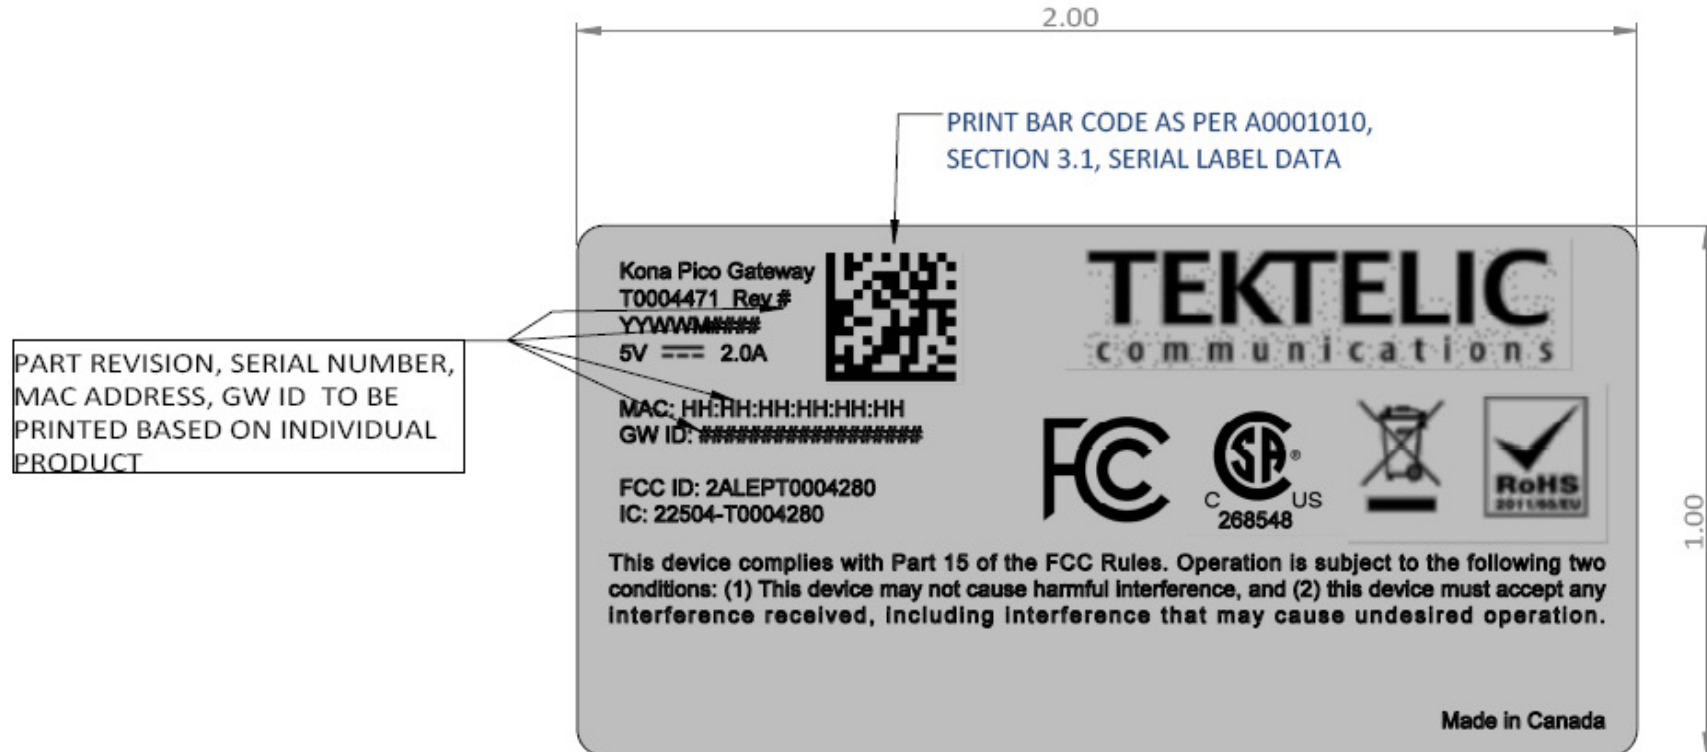 2.00
PRINT BAR CODE AS PER A0001010,
SECTION 3.1, SERIAL LABEL DATA
PART REVISION, SERIAL NUMBER,
MAC ADDRESS, GW ID TO BE
PRINTED BASED ON INDIVIDUAL
PRODUCT
Kona Pico Gateway
T0004471 Rev #
YYWWM####
5V 2.0A
MAC: HH:HH:HH:HH:HH:HH
GW ID: ##################
FCC ID: 2ALEPT0004280
IC: 22504-T0004280
TEKTELIC
communications
FC
SA ®
C US
268548
RoHS
2011/65/EU
This device complies with Part 15 of the FCC Rules. Operation is subject to the following two
conditions: (1) This device may not cause harmful interference, and (2) this device must accept any
interference received, including interference that may cause undesired operation.
Made in Canada
1.00